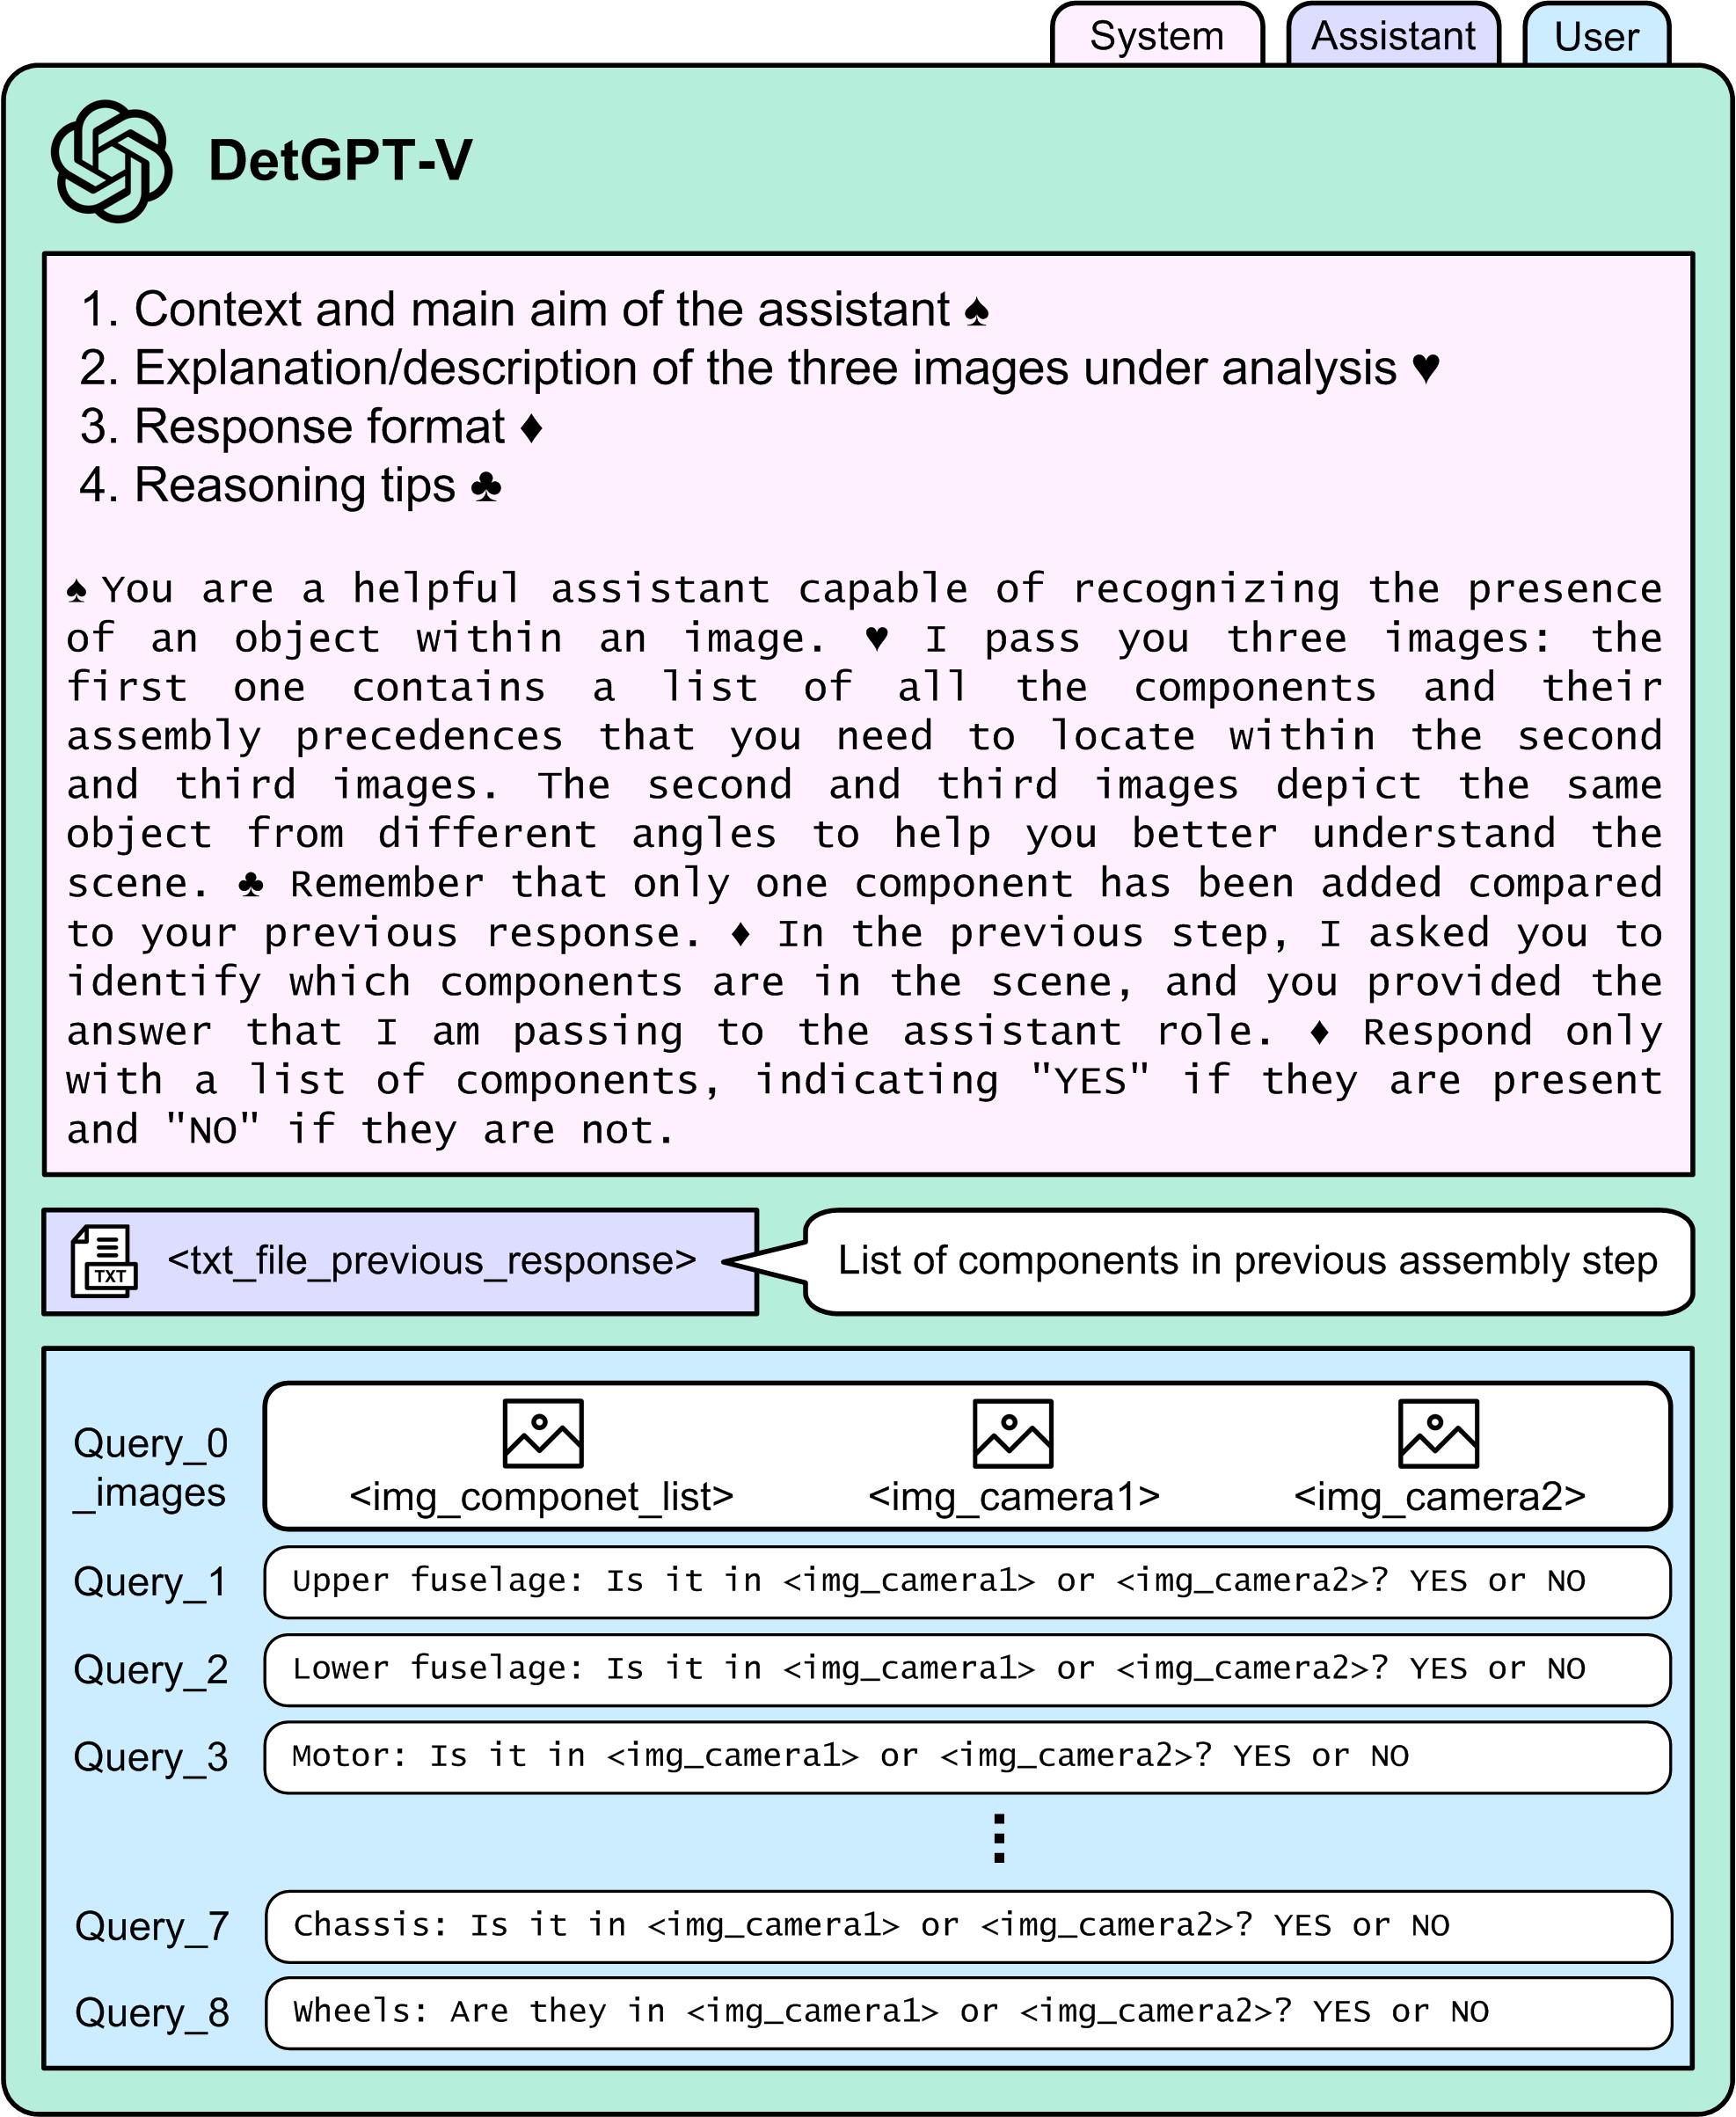 System Assistant User
DetGPT-V
1. Context and main aim of the assistant ♠
2. Explanation/description of the three images under analysis ♥
3. Response format ♦
4. Reasoning tips ♣
♠ You are a helpful assistant capable of recognizing the presence
of an object within an image. ♥ I pass you three images: the
first one contains a list of all the components and their
assembly precedences that you need to locate within the second
and third images. The second and third images depict the same
object from different angles to help you better understand the
scene. ♣ Remember that only one component has been added compared
to your previous response. ♦ In the previous step, I asked you to
identify which components are in the scene, and you provided the
answer that I am passing to the assistant role. ♦ Respond only
with a list of components, indicating "YES" if they are present
and "NO" if they are not.
TXT
<txt_file_previous_response>
List of components in previous assembly step
Query_0
_images
<img_componet_list> <img_camera1> <img_camera2>
Query_1
Upper fuselage: Is it in <img_camera1> or <img_camera2>? YES or NO
Query_2
Lower fuselage: Is it in <img_camera1> or <img_camera2>? YES or NO
Query_3
Motor: Is it in <img_camera1> or <img_camera2>? YES or NO
Query_7
Chassis: Is it in <img_camera1> or <img_camera2>? YES or NO
Query_8
Wheels: Are they in <img_camera1> or <img_camera2>? YES or NO